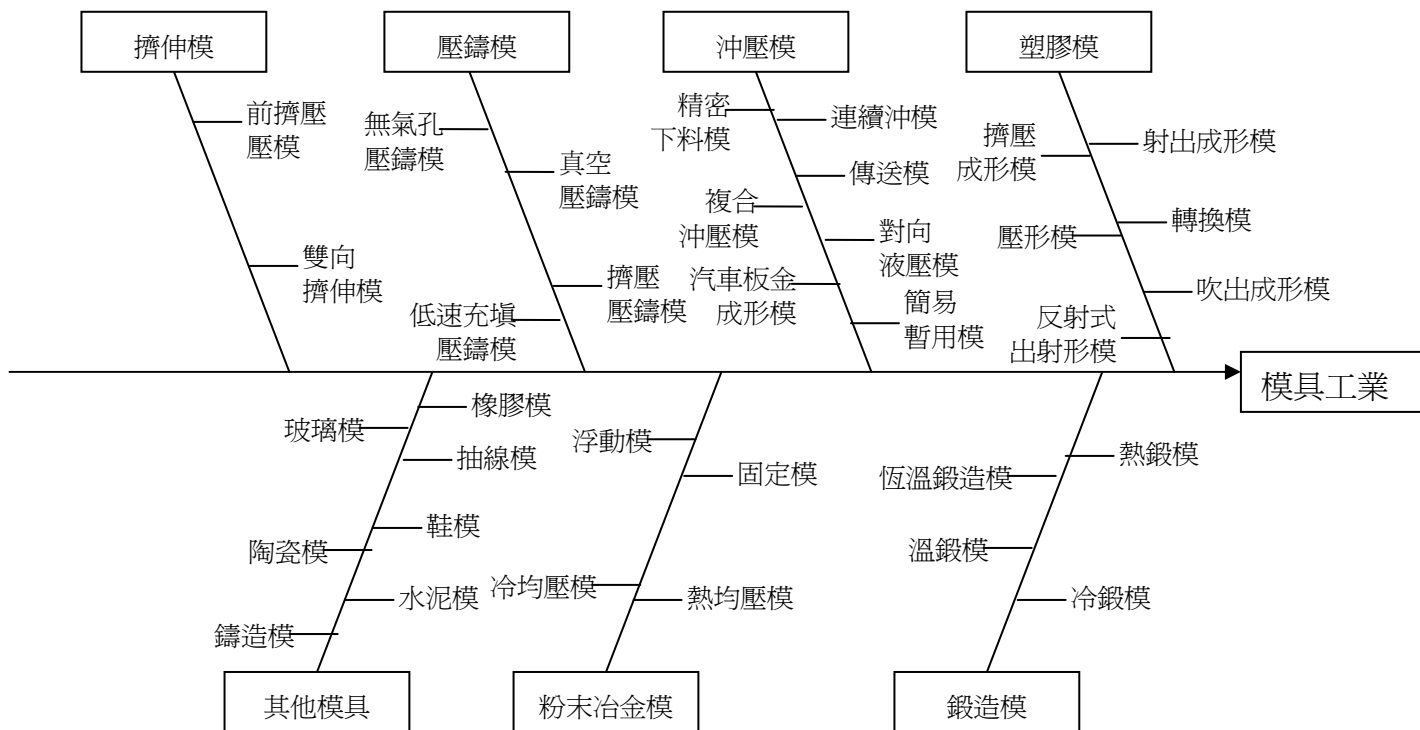 擠伸模
壓鑄模
沖壓模
塑膠模
前擠壓
壓模
雙向
擠伸模
無氣孔
壓鑄模
真空
壓鑄模
擠壓
壓鑄模
低速充塡
壓鑄模
精密
下料模
連續沖模
傳送模
複合
沖壓模
對向
液壓模
汽車板金
成形模
簡易
暫用模
擠壓
成形模
射出成形模
轉換模
壓形模
吹出成形模
反射式
出射形模
模具工業
橡膠模
玻璃模
抽線模
鞋模
陶瓷模
水泥模
鑄造模
浮動模
固定模
冷均壓模
熱均壓模
熱鍛模
恆溫鍛造模
溫鍛模
冷鍛模
其他模具
粉末冶金模
鍛造模